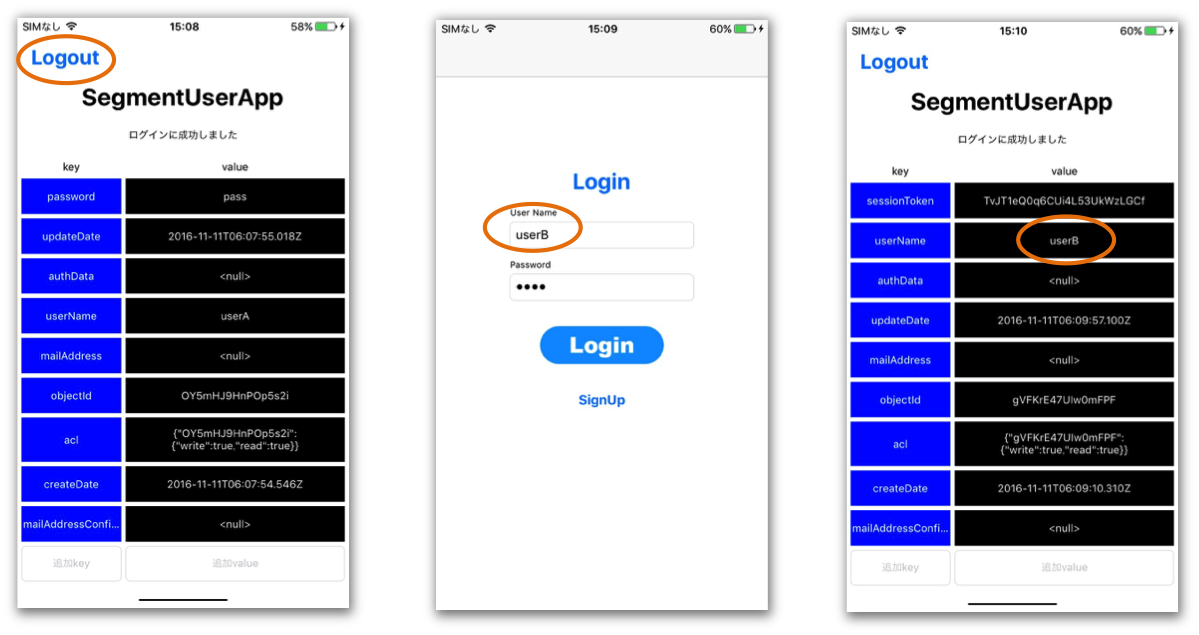 SIMなし 15:08 58%
Logout
SegmentUserApp
ログインに成功しました
key value
password pass
updateDate 2016-11-11T06:07:55.018Z
authData <null>
userName userA
mailAddress <null>
objectId OY5mHJ9HnPOp5s2i
acl {"OY5mHJ9HnPOp5s2i":
{"write":true,"read":true}}
createDate 2016-11-11T06:07:54.546Z
mailAddressConfi... <null>
追加key 追加value
SIMなし 15:09 60%
Login
User Name
userB
Password
••••
Login
SignUp
SIMなし 15:10 60%
Logout
SegmentUserApp
ログインに成功しました
key value
sessionToken TvJT1eQ0q6CUi4L53UkWzLGCf
userName userB
authData <null>
updateDate 2016-11-11T06:09:57.100Z
mailAddress <null>
objectId gVFKrE47UIw0mFPF
acl {"gVFKrE47UIw0mFPF":
{"write":true,"read":true}}
createDate 2016-11-11T06:09:10.310Z
mailAddressConfi... <null>
追加key 追加value